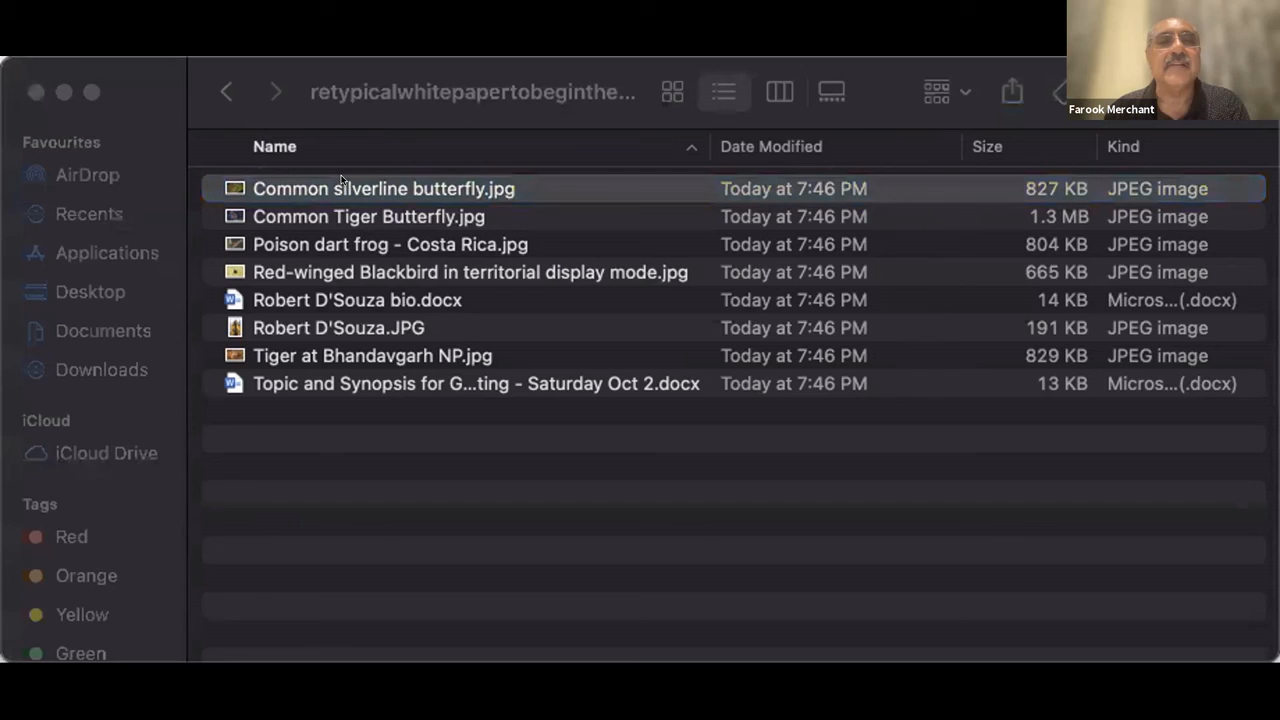 retypicalwhitepapertobeginthe...
Farook Merchant
Favourites
AirDrop
Recents
Applications
Desktop
Documents
Downloads
iCloud
iCloud Drive
Tags
Red
Orange
Yellow
Green
Name Date Modified Size Kind
Common silverline butterfly.jpg Today at 7:46 PM 827 KB JPEG image
Common Tiger Butterfly.jpg Today at 7:46 PM 1.3 MB JPEG image
Poison dart frog - Costa Rica.jpg Today at 7:46 PM 804 KB JPEG image
Red-winged Blackbird in territorial display mode.jpg Today at 7:46 PM 665 KB JPEG image
Robert D'Souza bio.docx Today at 7:46 PM 14 KB Micros...(.docx)
Robert D'Souza.JPG Today at 7:46 PM 191 KB JPEG image
Tiger at Bhandavgarh NP.jpg Today at 7:46 PM 829 KB JPEG image
Topic and Synopsis for G...ting - Saturday Oct 2.docx Today at 7:46 PM 13 KB Micros...(.docx)